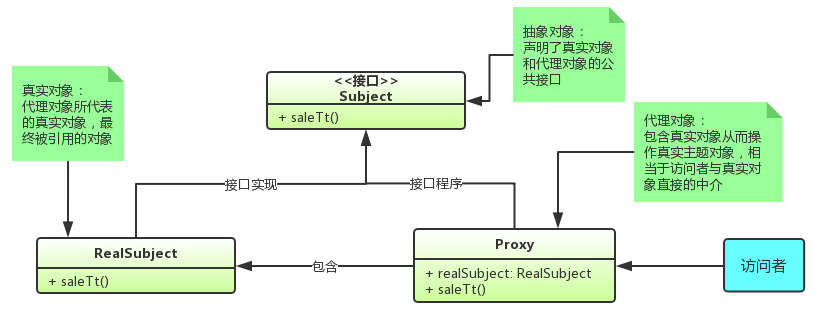 抽象对象：
声明了真实对象
和代理对象的公
共接口
真实对象：
代理对象所代表
的真实对象，最
终被引用的对象
<<接口>>
Subject
+ saleTt()
代理对象：
包含真实对象从而操
作真实主题对象，相
当于访问者与真实对
象直接的中介
接口实现
接口程序
RealSubject
+ saleTt()
包含
Proxy
+ realSubject: RealSubject
+ saleTt()
访问者